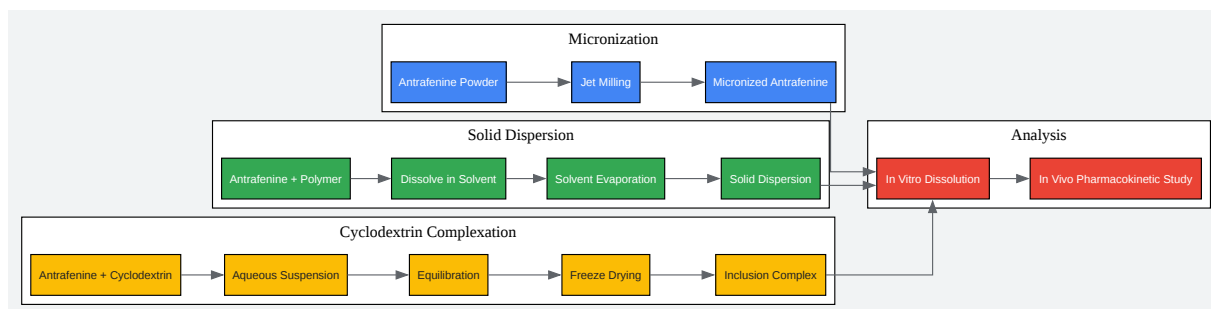 Micronization
Antrafenine Powder
Jet Milling
Micronized Antrafenine
Solid Dispersion
Antrafenine + Polymer
Dissolve in Solvent
Solvent Evaporation
Solid Dispersion
Analysis
In Vitro Dissolution
In Vivo Pharmacokinetic Study
Cyclodextrin Complexation
Antrafenine + Cyclodextrin
Aqueous Suspension
Equilibration
Freeze Drying
Inclusion Complex